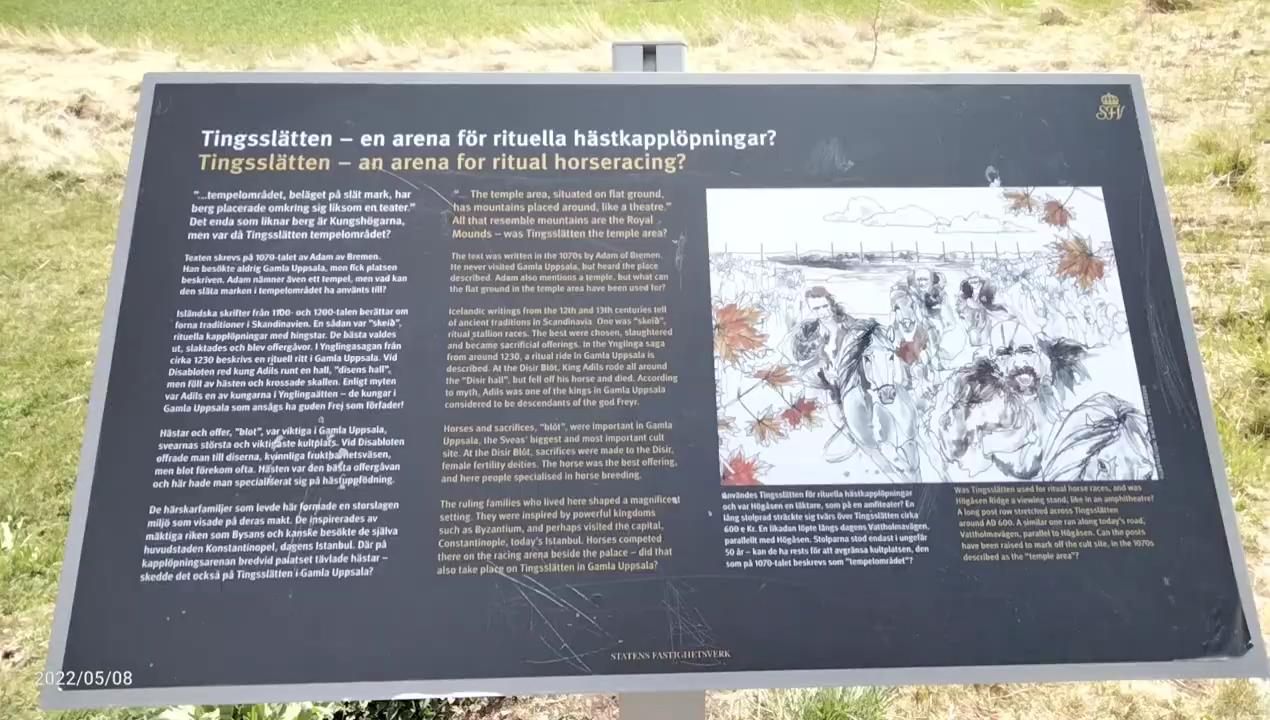 SFV
Tingsslätten – en arena för rituella hästkapplöpningar?
Tingsslätten – an arena for ritual horseracing?
"...tempelområdet, beläget på slät mark, har
berg placerade omkring sig liksom en teater."
Det enda som liknar berg är Kungshögarna,
men var då Tingsslätten tempelområdet?
Texten skrevs på 1070-talet av Adam av Bremen.
Han besökte aldrig Gamla Uppsala, men fick platsen
beskriven. Adam nämner även ett tempel, men vad kan
den släta marken i tempelområdet ha använts till?
Isländska skrifter från 1100- och 1200-talen berättar om
forna traditioner i Skandinavien. En sådan var "skeið",
rituella kapplöpningar med hingstar. De bästa valdes
ut, slaktades och blev offergåvor. I Ynglingasagan från
cirka 1230 beskrivs en rituell ritt i Gamla Uppsala. Vid
Disabloten red kung Adils runt en hall, "disens hall",
men föll av hästen och krossade skallen. Enligt myten
var Adils en av kungarna i Ynglingaätten – de kungar i
Gamla Uppsala som ansågs ha guden Frej som förfader!
Hästar och offer, "blot", var viktiga i Gamla Uppsala,
svearnas största och viktigaste kultplats. Vid Disabloten
offrade man till diserna, kvinnliga fruktbarhetsväsen,
men blot förekom ofta. Hästen var den bästa offergåvan
och här hade man specialiserat sig på hästuppfödning.
De härskarfamiljer som levde här formade en storslagen
miljö som visade på deras makt. De inspirerades av
mäktiga riken som Bysans och kanske besökte de själva
huvudstaden Konstantinopel, dagens Istanbul. Där på
kapplöpningsarenan bredvid palatset tävlade hästar –
skedde det också på Tingsslätten i Gamla Uppsala?
"... The temple area, situated on flat ground,
has mountains placed around, like a theatre."
All that resemble mountains are the Royal
Mounds – was Tingsslätten the temple area?
The text was written in the 1070s by Adam of Bremen.
He never visited Gamla Uppsala, but heard the place
described. Adam also mentions a temple, but what can
the flat ground in the temple area have been used for?
Icelandic writings from the 12th and 13th centuries tell
of ancient traditions in Scandinavia. One was "skeið",
ritual stallion races. The best were chosen, slaughtered
and became sacrificial offerings. In the Ynglinga saga
from around 1230, a ritual ride in Gamla Uppsala is
described. At the Disir Blót, King Adils rode all around
the "Disir hall", but fell off his horse and died. According
to myth, Adils was one of the kings in Gamla Uppsala
considered to be descendants of the god Freyr.
Horses and sacrifices, "blót", were important in Gamla
Uppsala, the Sveas' biggest and most important cult
site. At the Disir Blót, sacrifices were made to the Disir,
female fertility deities. The horse was the best offering,
and here people specialised in horse breeding.
The ruling families who lived here shaped a magnificent
setting. They were inspired by powerful kingdoms
such as Byzantium, and perhaps visited the capital,
Constantinople, today's Istanbul. Horses competed
there on the racing arena beside the palace – did that
also take place on Tingsslätten in Gamla Uppsala?
Användes Tingsslätten för rituella hästkapplöpningar
och var Högåsen en läktare, som på en amfiteater? En
lång stolprad sträckte sig tvärs över Tingsslätten cirka
600 e Kr. En likadan löpte längs dagens Vattholmavägen,
parallellt med Högåsen. Stolparna stod endast i ungefär
50 år – kan de ha rests för att avgränsa kultplatsen, den
som på 1070-talet beskrevs som "tempelområdet"?
Was Tingsslätten used for ritual horse races, and was
Högåsen Ridge a viewing stand, like in an amphitheatre?
A long post row stretched across Tingsslätten
around AD 600. A similar one ran along today's road,
Vattholmavägen, parallel to Högåsen. Can the posts
have been raised to mark off the cult site, in the 1070s
described as the "temple area"?
STATENS FASTIGHETSVERK
2022/05/08